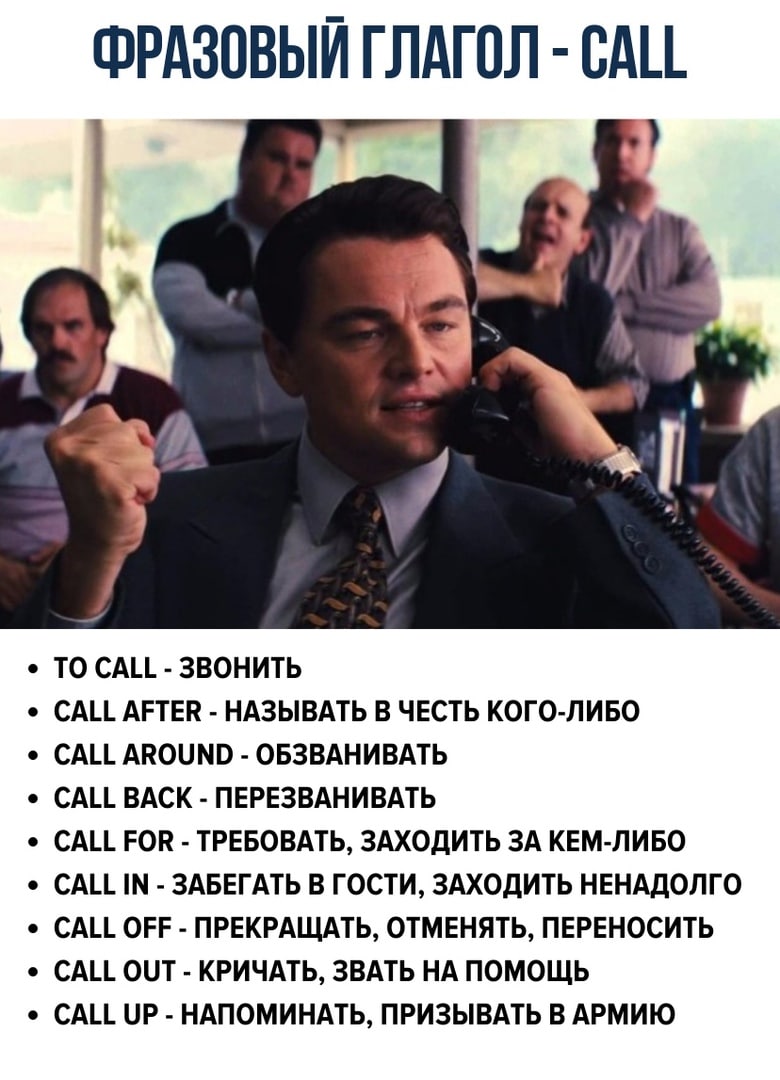 ФРАЗОВЫЙ ГЛАГОЛ - CALL
• TO CALL - ЗВОНИТЬ
• CALL AFTER - НАЗЫВАТЬ В ЧЕСТЬ КОГО-ЛИБО
• CALL AROUND - ОБЗВАНИВАТЬ
• CALL BACK - ПЕРЕЗВАНИВАТЬ
• CALL FOR - ТРЕБОВАТЬ, ЗАХОДИТЬ ЗА КЕМ-ЛИБО
• CALL IN - ЗАБЕГАТЬ В ГОСТИ, ЗАХОДИТЬ НЕНАДОЛГО
• CALL OFF - ПРЕКРАЩАТЬ, ОТМЕНЯТЬ, ПЕРЕНОСИТЬ
• CALL OUT - КРИЧАТЬ, ЗВАТЬ НА ПОМОЩЬ
• CALL UP - НАПОМИНАТЬ, ПРИЗЫВАТЬ В АРМИЮ